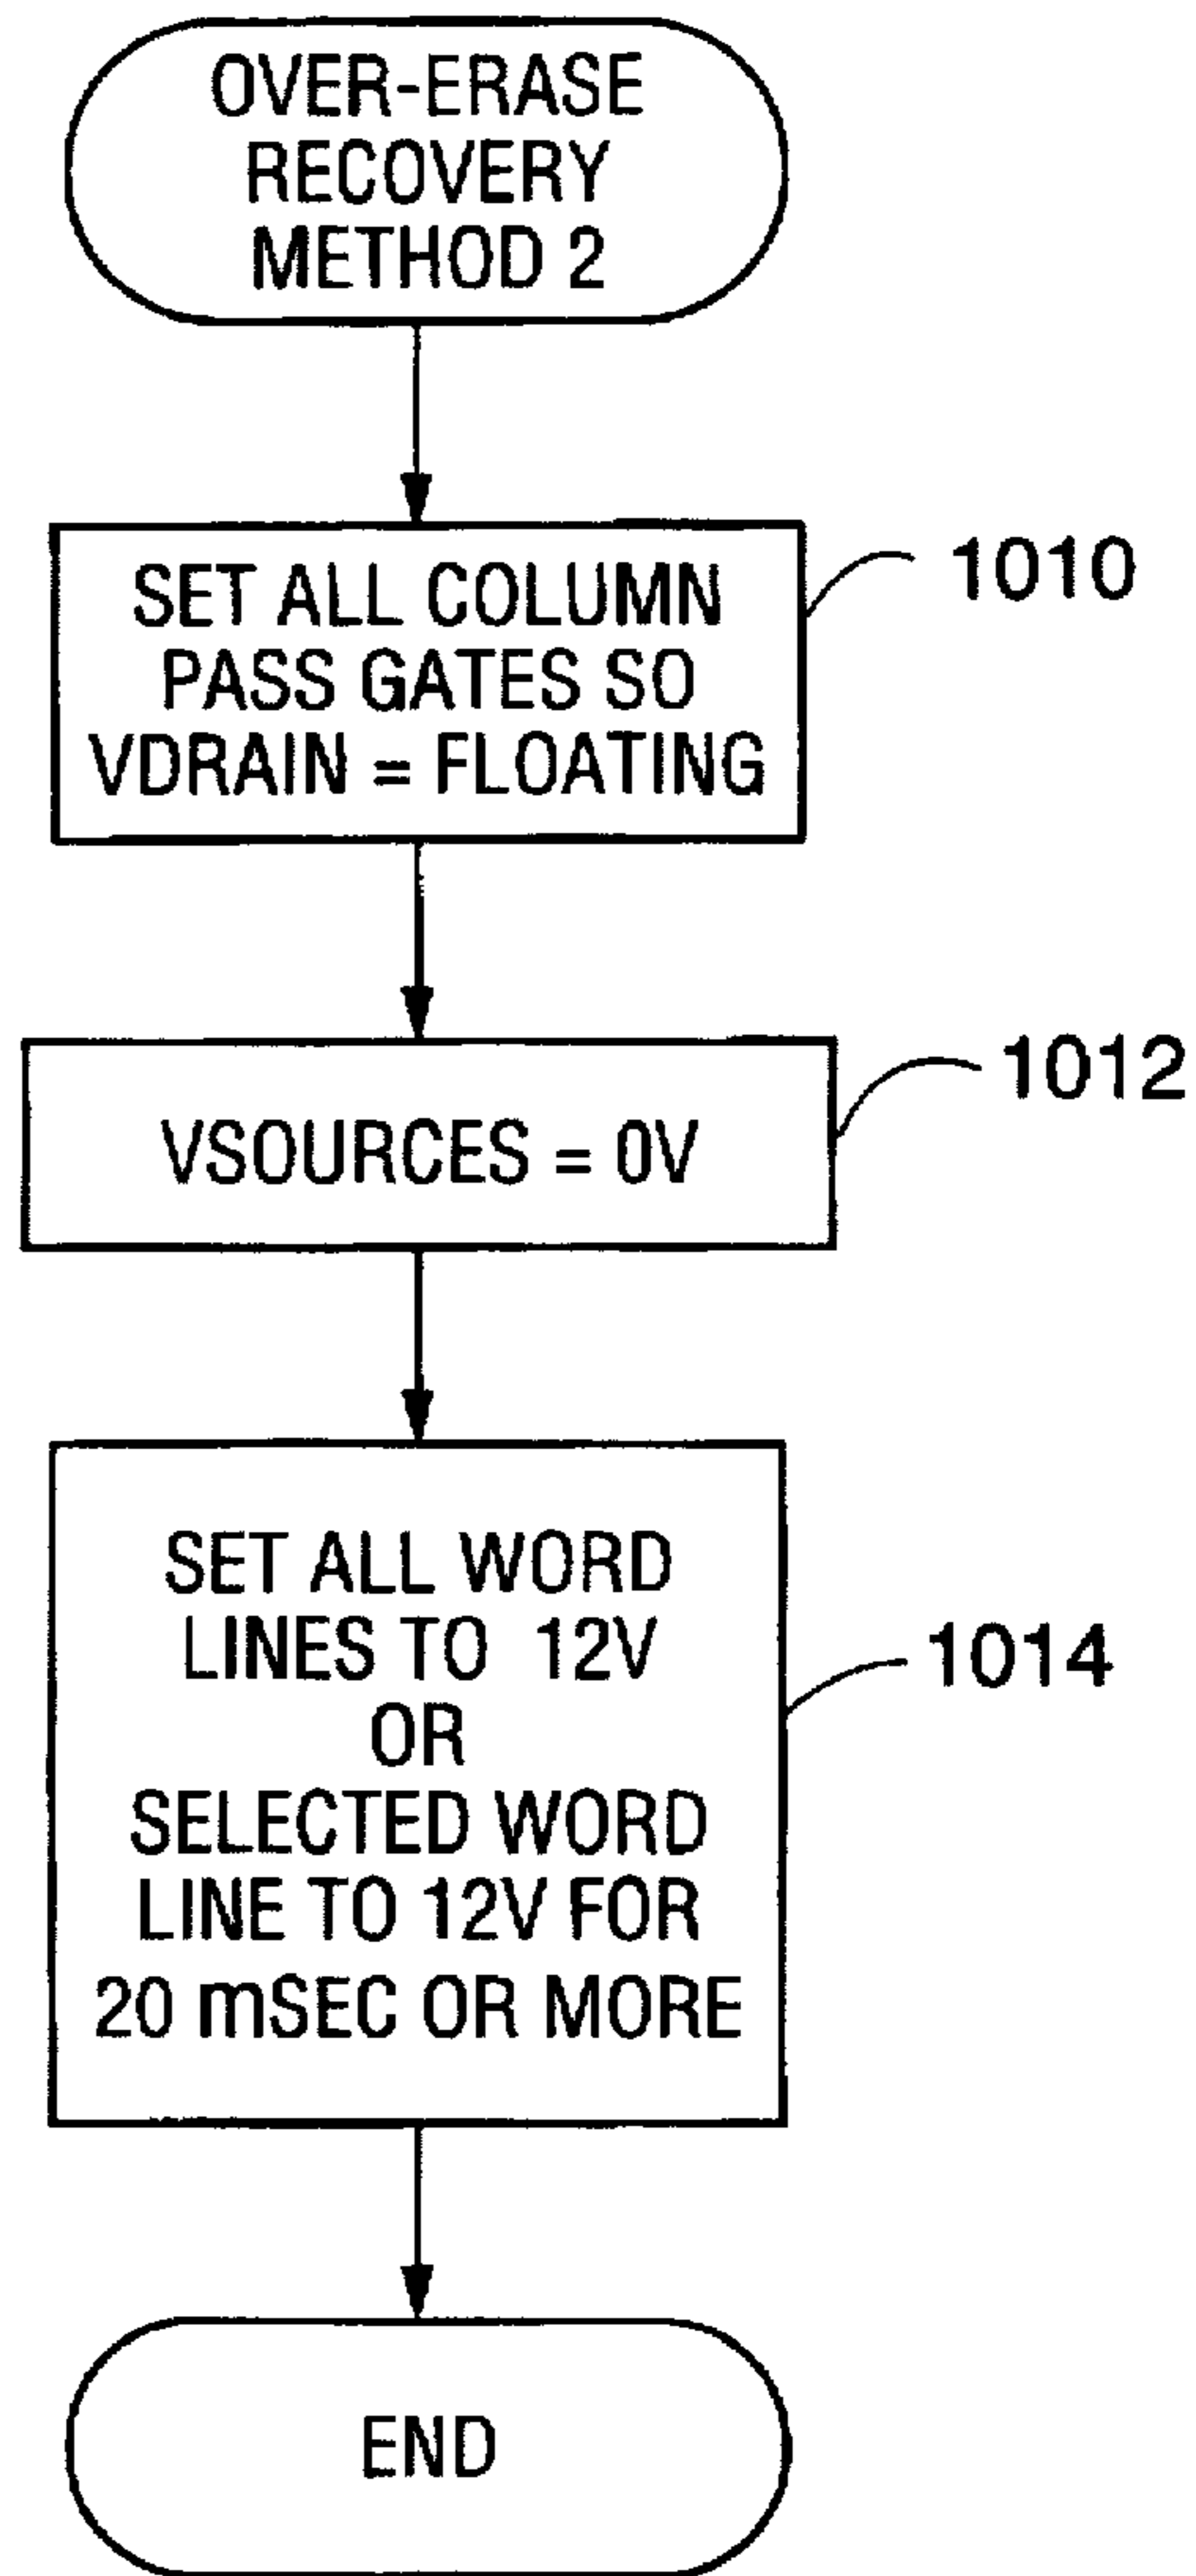 OVER-ERASE
RECOVERY
METHOD 2
SET ALL COLUMN
PASS GATES SO
VDRAIN = FLOATING
1010
VSOURCES = 0V
1012
SET ALL WORD
LINES TO 12V
OR
SELECTED WORD
LINE TO 12V FOR
20 mSEC OR MORE
1014
END